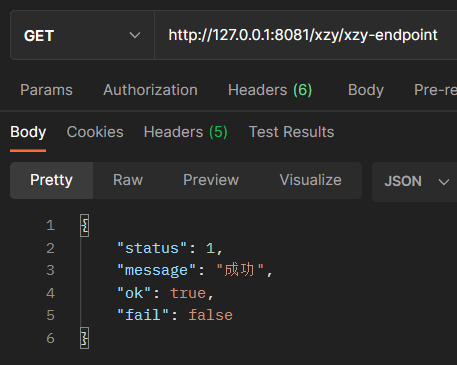 GET http://127.0.0.1:8081/xzy/xzy-endpoint
Params Authorization Headers (6) Body Pre-re
Body Cookies Headers (5) Test Results
Pretty Raw Preview Visualize JSON
1 {
2 "status": 1,
3 "message": "成功",
4 "ok": true,
5 "fail": false
6 }